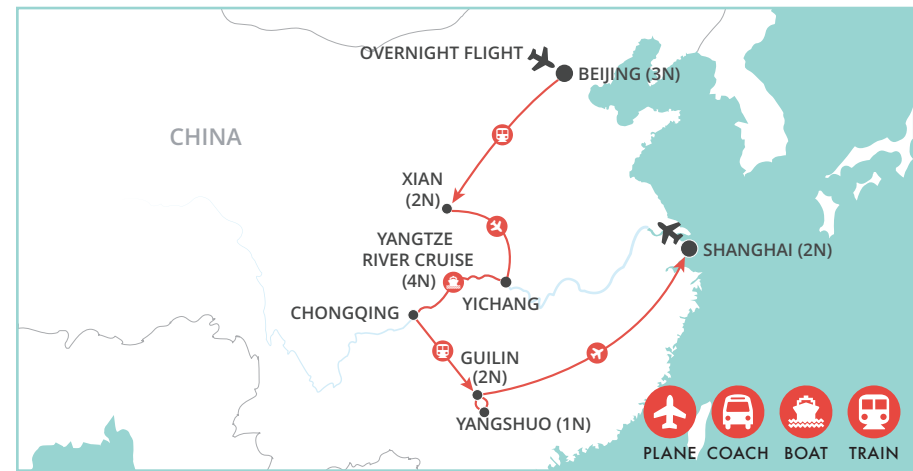 OVERNIGHT FLIGHT
BEIJING (3N)
CHINA
XIAN
(2N)
YANGTZE
RIVER CRUISE
(4N)
SHANGHAI (2N)
YICHANG
CHONGQING
GUILIN
(2N)
YANGSHUO (1N)
PLANE COACH BOAT TRAIN